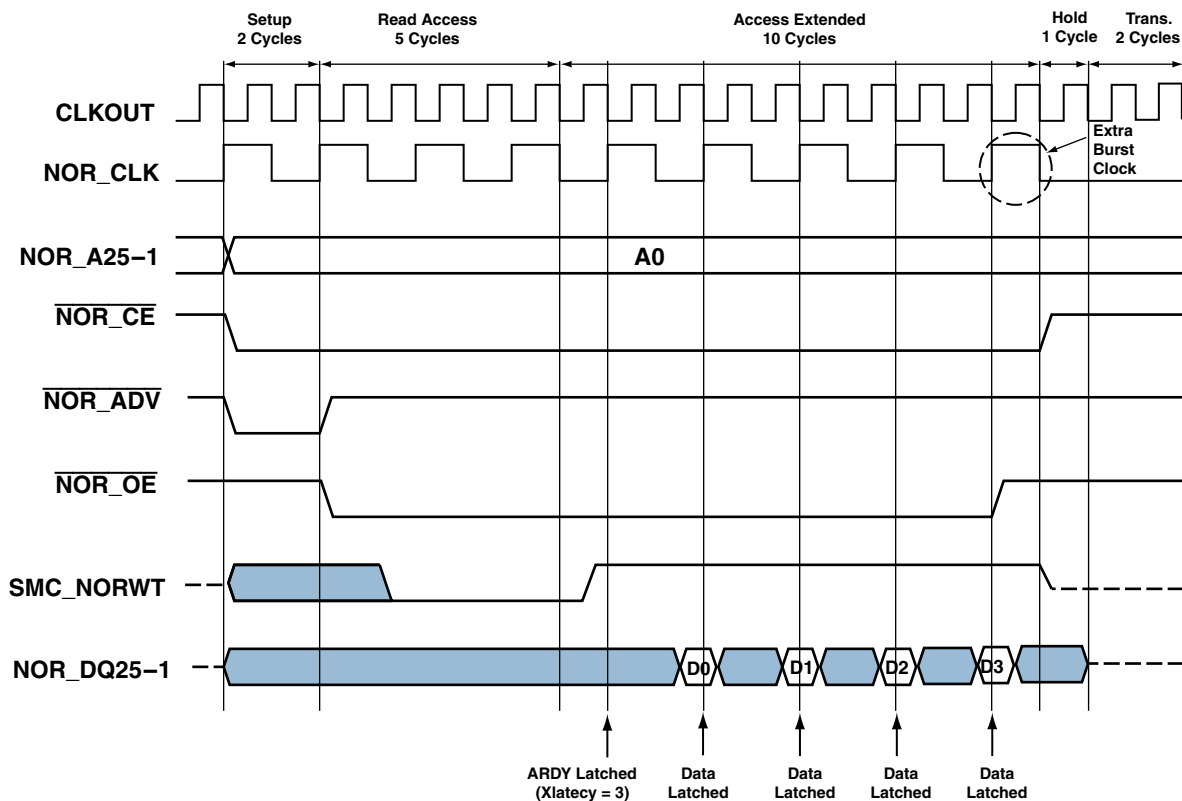 Setup
2 Cycles
Read Access
5 Cycles
Access Extended
10 Cycles
Hold
1 Cycle
Trans.
2 Cycles
CLKOUT
NOR_CLK
Extra
Burst
Clock
NOR_A25–1
A0
NOR_CE
NOR_ADV
NOR_OE
SMC_NORWT
NOR_DQ25–1
D0
D1
D2
D3
ARDY Latched
(Xlatecy = 3)
Data
Latched
Data
Latched
Data
Latched
Data
Latched